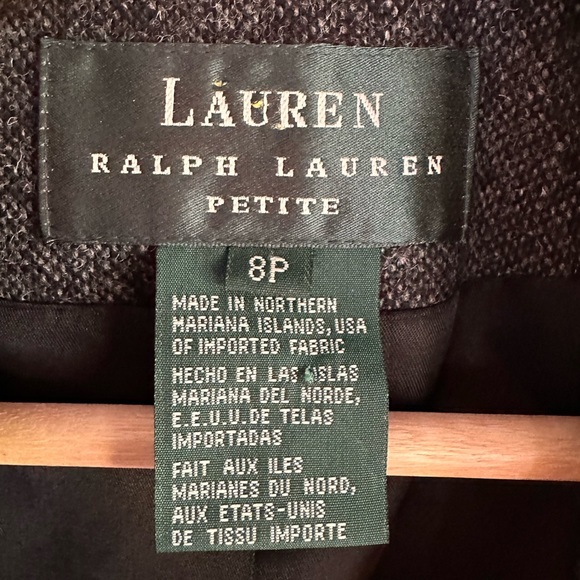 LAUREN
RALPH LAUREN
PETITE
8P
MADE IN NORTHERN
MARIANA ISLANDS, USA
OF IMPORTED FABRIC
HECHO EN LAS ISLAS
MARIANA DEL NORDE,
E.E.U.U.DE TELAS
IMPORTADAS
FAIT AUX ILES
MARIANES DU NORD,
AUX ETATS-UNIS
DE TISSU IMPORTE